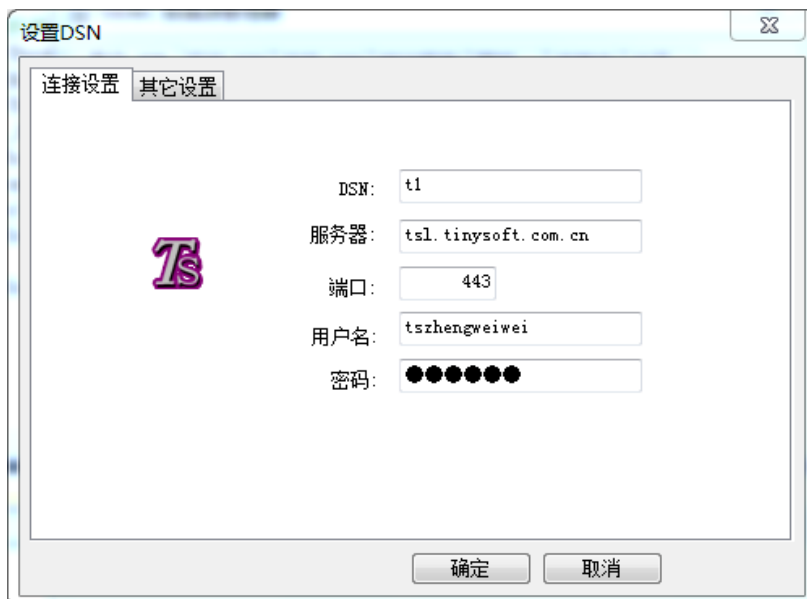 设置DSN
连接设置 其它设置
DSN: t1
服务器: tsl.tinysoft.com.cn
Ts
端口: 443
用户名: tszhengweiwei
密码: ●●●●●●
确定 取消